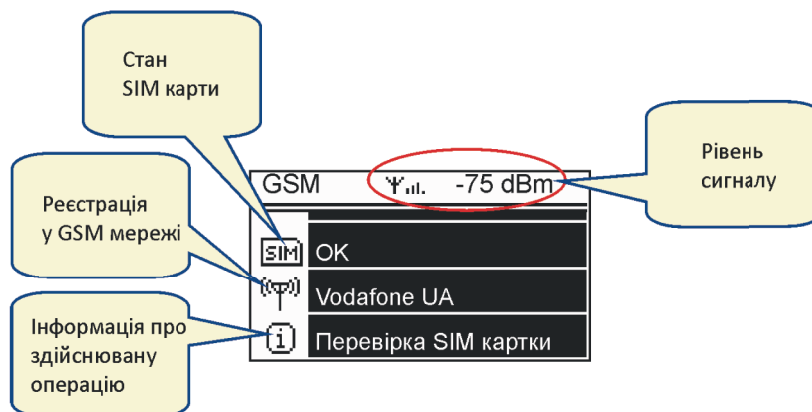 Стан
SIM карти
Рівень
сигналу
Реєстрація
у GSM мережі
Інформація про
здійснювану
операцію
GSM -75 dBm
SIM OK
Vodafone UA
i Перевірка SIM картки